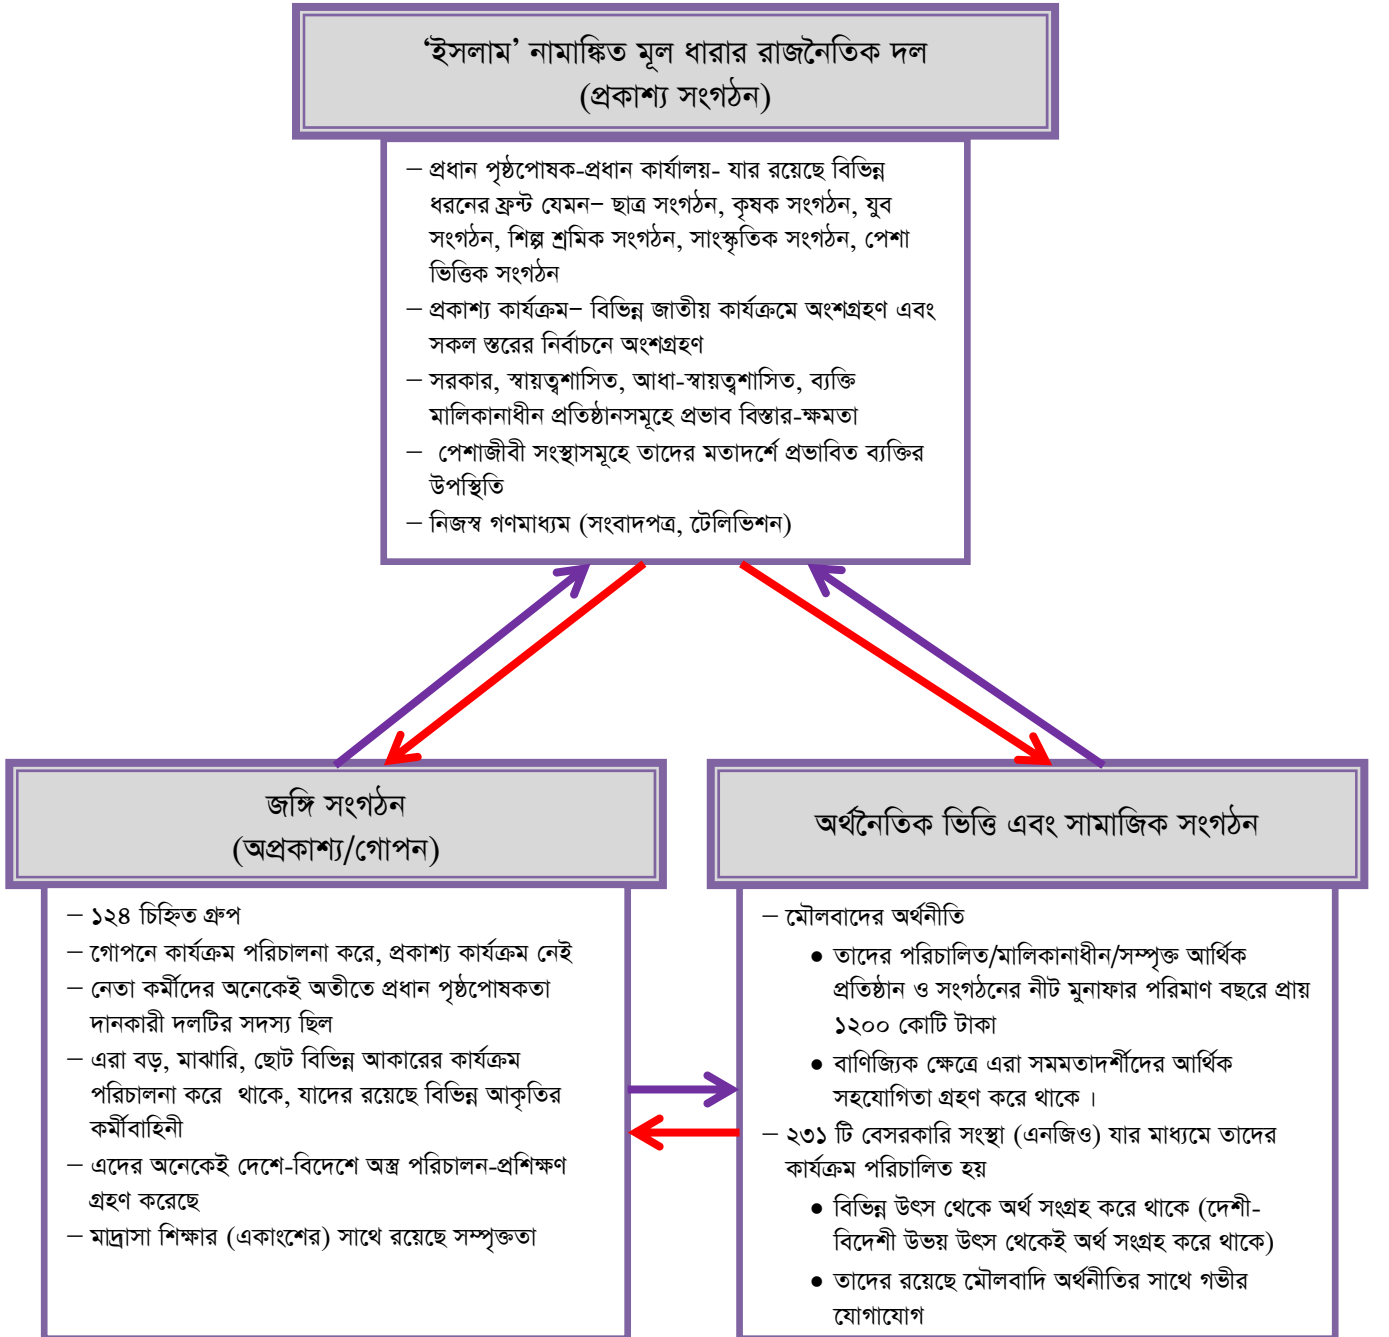 ‘ইসলাম’ নামাঙ্কিত মূল ধারার রাজনৈতিক দল
(প্রকাশ্য সংগঠন)
– প্রধান পৃষ্ঠপোষক-প্রধান কার্যালয়- যার রয়েছে বিভিন্ন
ধরনের ফ্রন্ট যেমন– ছাত্র সংগঠন, কৃষক সংগঠন, যুব
সংগঠন, শিল্প শ্রমিক সংগঠন, সাংস্কৃতিক সংগঠন, পেশা
ভিত্তিক সংগঠন
– প্রকাশ্য কার্যক্রম– বিভিন্ন জাতীয় কার্যক্রমে অংশগ্রহণ এবং
সকল স্তরের নির্বাচনে অংশগ্রহণ
– সরকার, স্বায়ত্বশাসিত, আধা-স্বায়ত্বশাসিত, ব্যক্তি
মালিকানাধীন প্রতিষ্ঠানসমূহে প্রভাব বিস্তার-ক্ষমতা
– পেশাজীবী সংস্থাসমূহে তাদের মতাদর্শে প্রভাবিত ব্যক্তির
উপস্থিতি
– নিজস্ব গণমাধ্যম (সংবাদপত্র, টেলিভিশন)
জঙ্গি সংগঠন
(অপ্রকাশ্য/গোপন)
– ১২৪ চিহ্নিত গ্রুপ
– গোপনে কার্যক্রম পরিচালনা করে, প্রকাশ্য কার্যক্রম নেই
– নেতা কর্মীদের অনেকেই অতীতে প্রধান পৃষ্ঠপোষকতা
দানকারী দলটির সদস্য ছিল
– এরা বড়, মাঝারি, ছোট বিভিন্ন আকারের কার্যক্রম
পরিচালনা করে থাকে, যাদের রয়েছে বিভিন্ন আকৃতির
কর্মীবাহিনী
– এদের অনেকেই দেশে-বিদেশে অস্ত্র পরিচালন-প্রশিক্ষণ
গ্রহণ করেছে
– মাদ্রাসা শিক্ষার (একাংশের) সাথে রয়েছে সম্পৃক্ততা
অর্থনৈতিক ভিত্তি এবং সামাজিক সংগঠন
– মৌলবাদের অর্থনীতি
● তাদের পরিচালিত/মালিকানাধীন/সম্পৃক্ত আর্থিক
প্রতিষ্ঠান ও সংগঠনের নীট মুনাফার পরিমাণ বছরে প্রায়
১২০০ কোটি টাকা
● বাণিজ্যিক ক্ষেত্রে এরা সমমতাদর্শীদের আর্থিক
সহযোগিতা গ্রহণ করে থাকে ।
– ২৩১ টি বেসরকারি সংস্থা (এনজিও) যার মাধ্যমে তাদের
কার্যক্রম পরিচালিত হয়
● বিভিন্ন উৎস থেকে অর্থ সংগ্রহ করে থাকে (দেশী-
বিদেশী উভয় উৎস থেকেই অর্থ সংগ্রহ করে থাকে)
● তাদের রয়েছে মৌলবাদি অর্থনীতির সাথে গভীর
যোগাযোগ